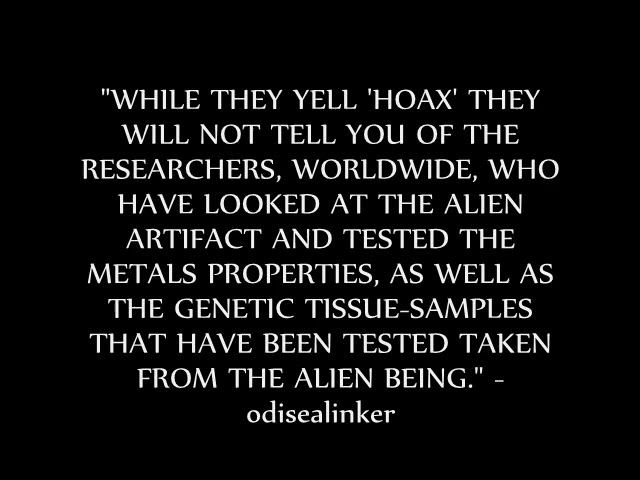 "WHILE THEY YELL 'HOAX' THEY
WILL NOT TELL YOU OF THE
RESEARCHERS, WORLDWIDE, WHO
HAVE LOOKED AT THE ALIEN
ARTIFACT AND TESTED THE
METALS PROPERTIES, AS WELL AS
THE GENETIC TISSUE-SAMPLES
THAT HAVE BEEN TESTED TAKEN
FROM THE ALIEN BEING." -
odisealinker